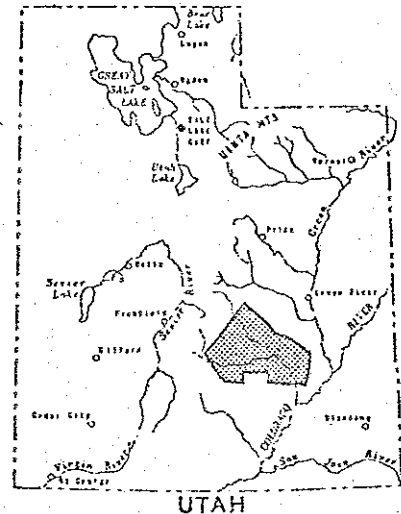 Bear
Lake
Logan
GREAT
SALT
LAKE
Ogden
SALT
LAKE
CITY
UINTA MTS
Vernal
River
Utah
Lake
Green
Price
Delta
Sevier
Lake
River
Green River
RIVER
Richfield
Sevier
Milford
COLORADO
Cedar City
Blanding
Virgin River
St George
San Juan River
UTAH